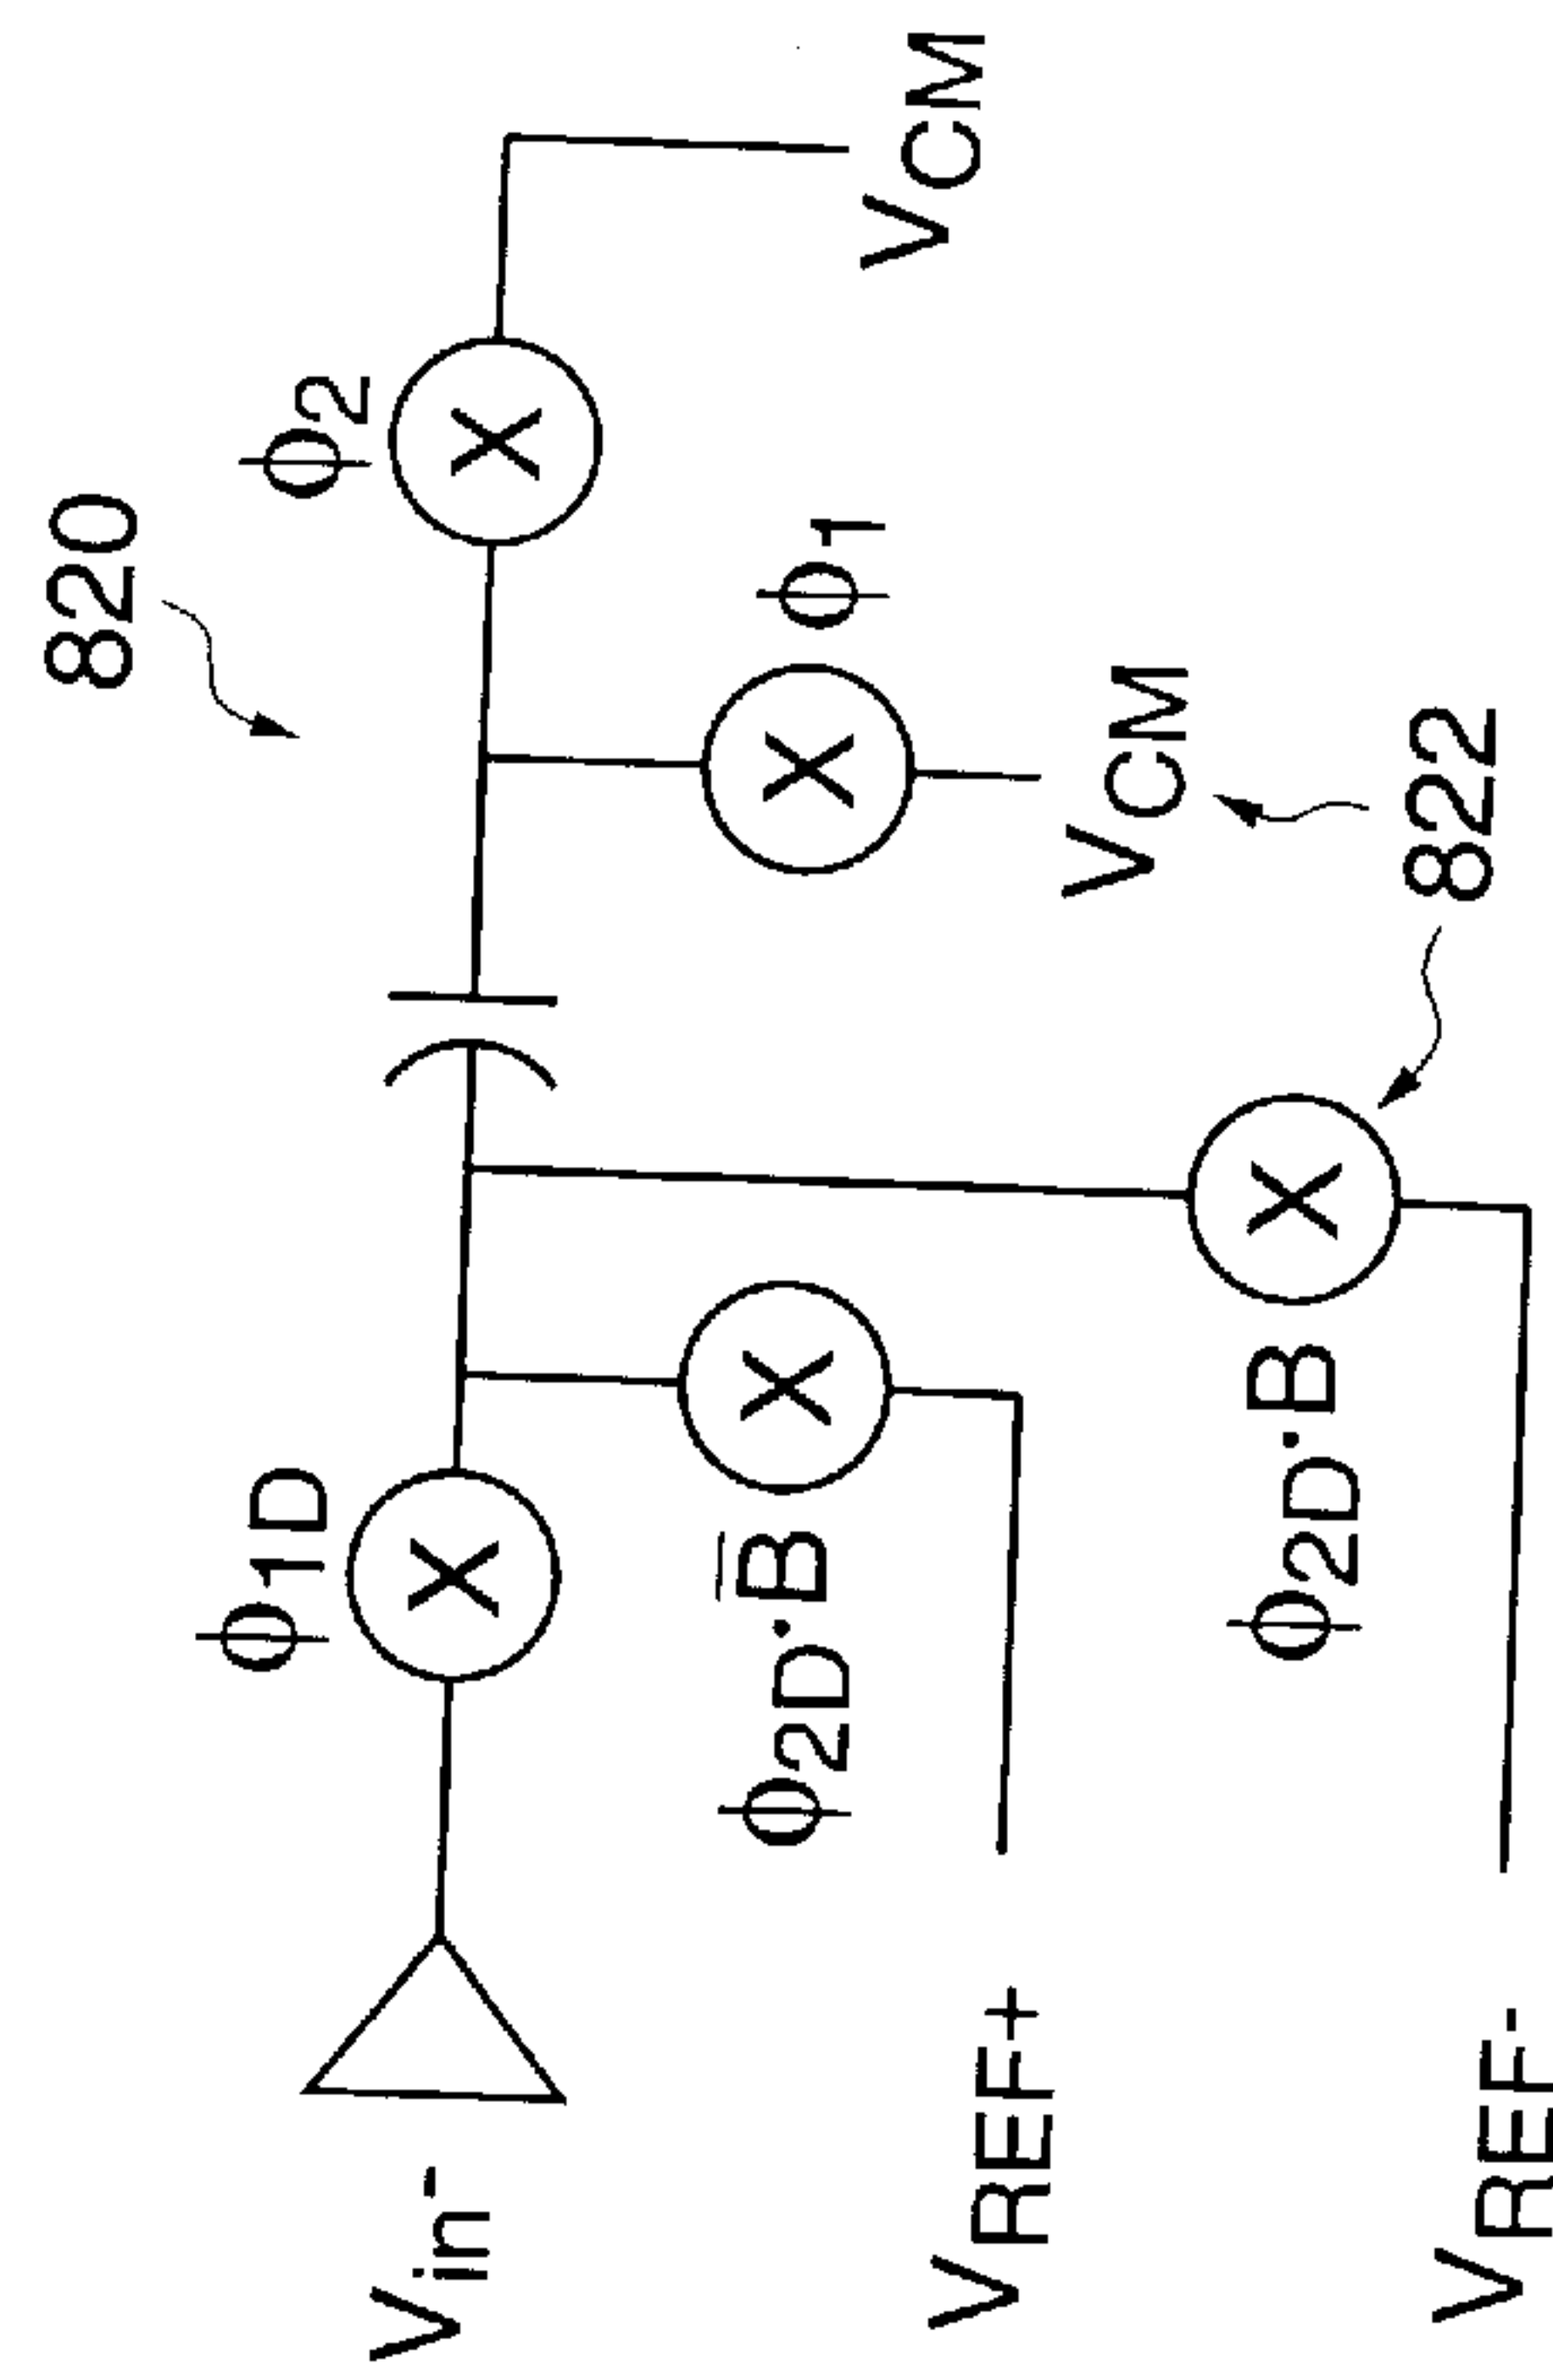 820
ϕ2
VCM
ϕ1
VCM
822
ϕ1D
ϕ2D·B̅
ϕ2D·B
Vin-
VREF+
VREF-